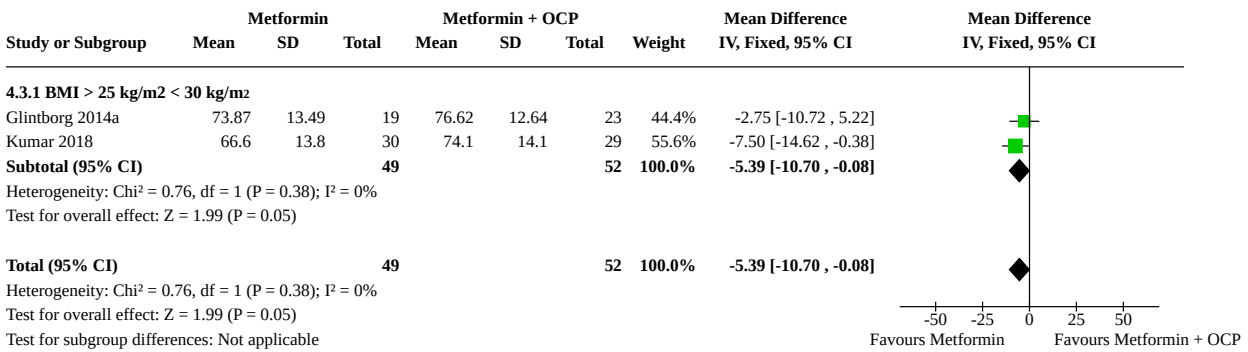 Metformin Metformin + OCP Mean Difference Mean Difference
Study or Subgroup Mean SD Total Mean SD Total Weight IV, Fixed, 95% CI IV, Fixed, 95% CI
4.3.1 BMI > 25 kg/m2 < 30 kg/m2
Glintborg 2014a 73.87 13.49 19 76.62 12.64 23 44.4% -2.75 [-10.72 , 5.22]
Kumar 2018 66.6 13.8 30 74.1 14.1 29 55.6% -7.50 [-14.62 , -0.38]
Subtotal (95% CI) 49 52 100.0% -5.39 [-10.70 , -0.08]
Heterogeneity: Chi² = 0.76, df = 1 (P = 0.38); I² = 0%
Test for overall effect: Z = 1.99 (P = 0.05)
Total (95% CI) 49 52 100.0% -5.39 [-10.70 , -0.08]
Heterogeneity: Chi² = 0.76, df = 1 (P = 0.38); I² = 0%
Test for overall effect: Z = 1.99 (P = 0.05) -50 -25 0 25 50
Test for subgroup differences: Not applicable Favours Metformin Favours Metformin + OCP